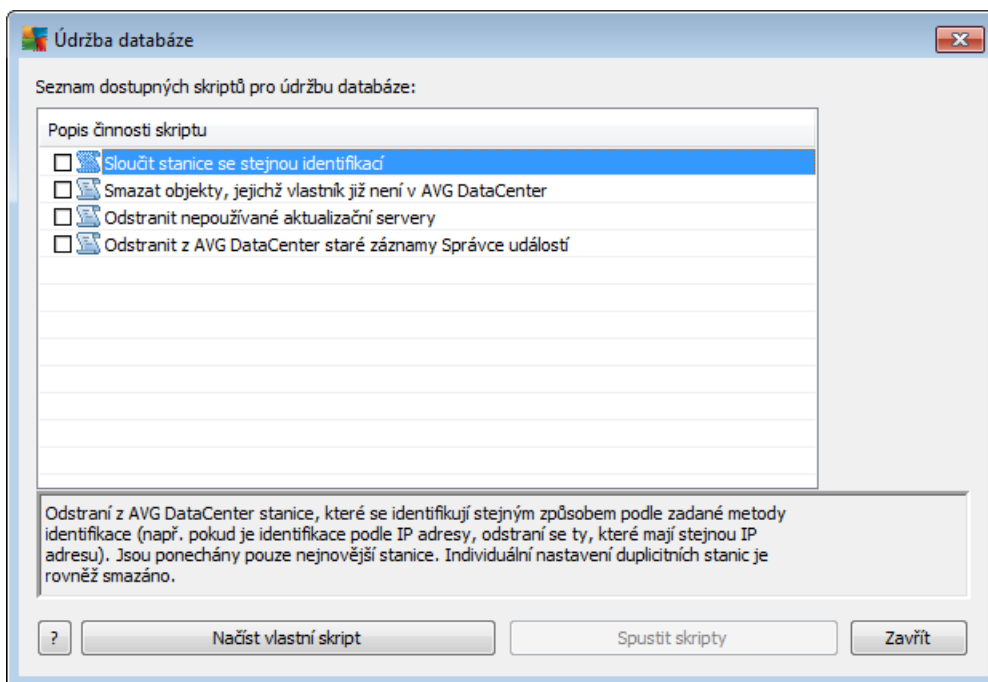 Údržba databáze
Seznam dostupných skriptů pro údržbu databáze:
Popis činnosti skriptu
Sloučit stanice se stejnou identifikací
Smazat objekty, jejichž vlastník již není v AVG DataCenter
Odstranit nepoužívané aktualizační servery
Odstranit z AVG DataCenter staré záznamy Správce událostí
Odstraní z AVG DataCenter stanice, které se identifikují stejným způsobem podle zadané metody
identifikace (např. pokud je identifikace podle IP adresy, odstraní se ty, které mají stejnou IP
adresu). Jsou ponechány pouze nejnovější stanice. Individuální nastavení duplicitních stanic je
rovněž smazáno.
? Načíst vlastní skript Spustit skripty Zavřít